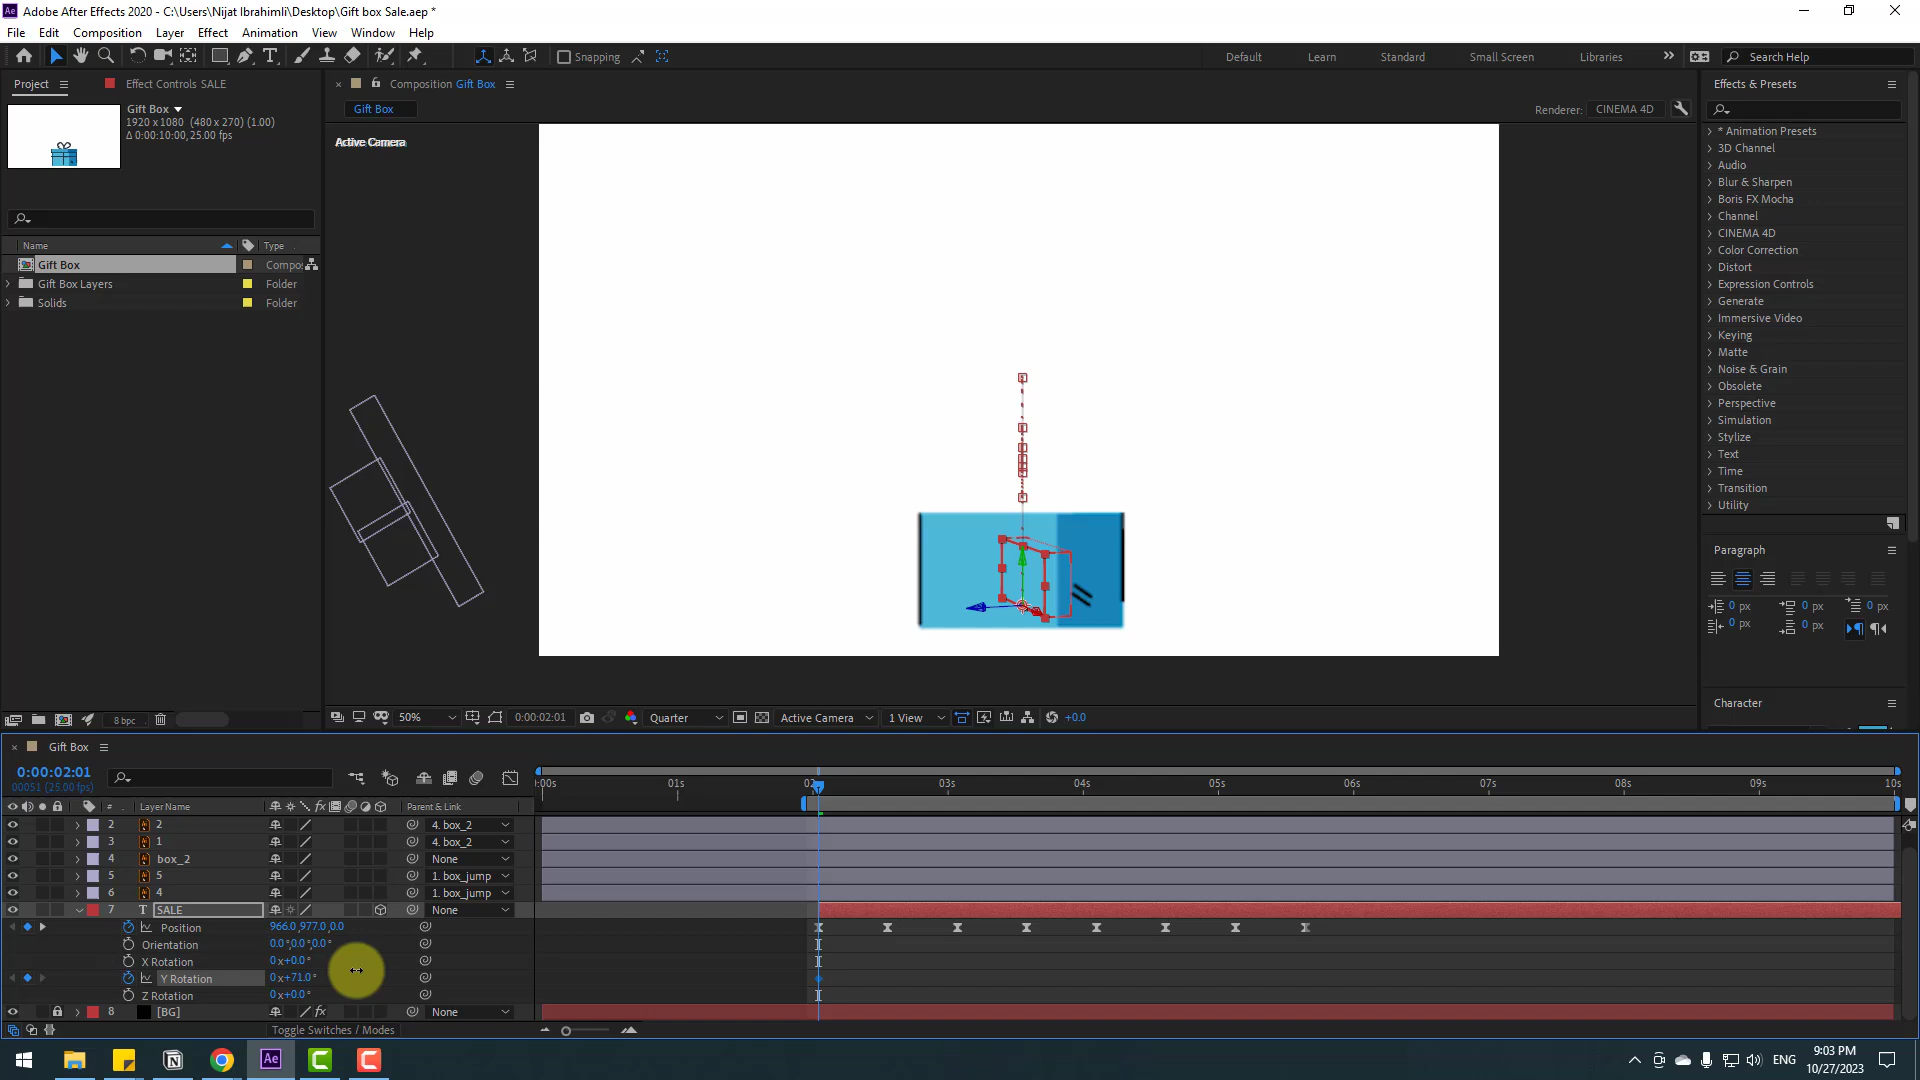 Adobe After Effects 2020 - C:\Users\Nijat Ibrahimli\Desktop\Gift box Sale.aep *
File Edit Composition Layer Effect Animation View Window Help
Snapping Default Learn Standard Small Screen Libraries Search Help
Project Effect Controls SALE Composition Gift Box Effects & Presets
Gift Box
1920 x 1080 (480 x 270) (1.00)
Δ 0:00:10:00, 25.00 fps
Gift Box Renderer: CINEMA 4D
Active Camera
Name Type
Gift Box Compo:
Gift Box Layers Folder
Solids Folder
* Animation Presets
3D Channel
Audio
Blur & Sharpen
Boris FX Mocha
Channel
CINEMA 4D
Color Correction
Distort
Expression Controls
Generate
Immersive Video
Keying
Matte
Noise & Grain
Obsolete
Perspective
Simulation
Stylize
Text
Time
Transition
Utility
Paragraph
0 px 0 px 0 px
0 px 0 px
Character
8 bpc 50% 0:00:02:01 Quarter Active Camera 1 View +0.0
Gift Box
0:00:02:01
00051 (25.00 fps)
:00s 01s 02 03s 04s 05s 06s 07s 08s 09s 10s
# Layer Name fx Parent & Link
2 2 4. box_2
3 1 4. box_2
4 box_2 None
5 5 1. box_jump
6 4 1. box_jump
7 T SALE None
Position 966.0,977.0,0.0
Orientation 0.0°,0.0°,0.0°
X Rotation 0x+0.0°
Y Rotation 0x+71.0°
Z Rotation 0x+0.0°
8 [BG] fx None
Toggle Switches / Modes
Ae ENG 9:03 PM
10/27/2023